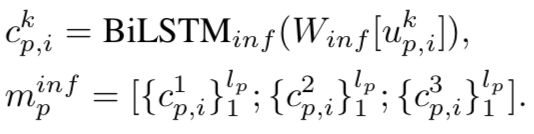 c^k_{p,i} = BiLSTM_{inf}(W_{inf}[u^k_{p,i}]),
m^{inf}_p = [{c^1_{p,i}}^{l_p}_1; {c^2_{p,i}}^{l_p}_1; {c^3_{p,i}}^{l_p}_1].